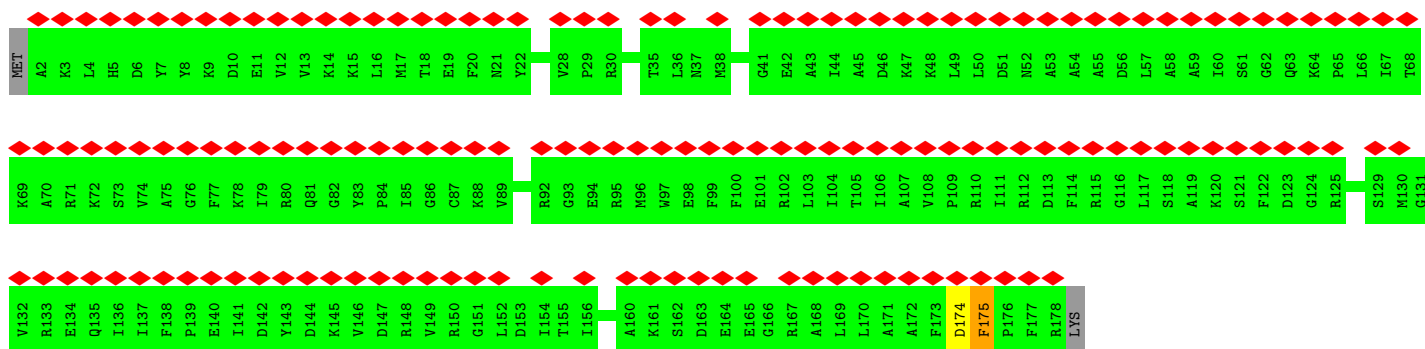 MET A2 K3 L4 H5 D6 Y7 Y8 K9 D10 E11 V12 V13 K14 K15 L16 M17 T18 E19 F20 N21 Y22 V28 P29 R30 T35 L36 N37 M38 G41 E42 A43 I44 A45 D46 K47 K48 L49 L50 D51 N52 A53 A54 A55 D56 L57 A58 A59 I60 S61 G62 Q63 K64 P65 L66 I67 T68
K69 A70 R71 K72 S73 V74 A75 G76 F77 K78 I79 R80 Q81 G82 Y83 P84 I85 G86 C87 K88 V89 R92 G93 E94 R95 M96 W97 E98 F99 F100 E101 R102 L103 I104 T105 I106 A107 V108 P109 R110 I111 R112 D113 F114 R115 G116 L117 S118 A119 K120 S121 F122 D123 G124 R125 S129 M130 G131
V132 R133 E134 Q135 I136 I137 F138 P139 E140 I141 D142 Y143 D144 K145 V146 D147 R148 V149 R150 G151 L152 D153 I154 T155 I156 A160 K161 S162 D163 E164 E165 G166 R167 A168 L169 L170 A171 A172 F173 D174 F175 P176 F177 R178 LYS